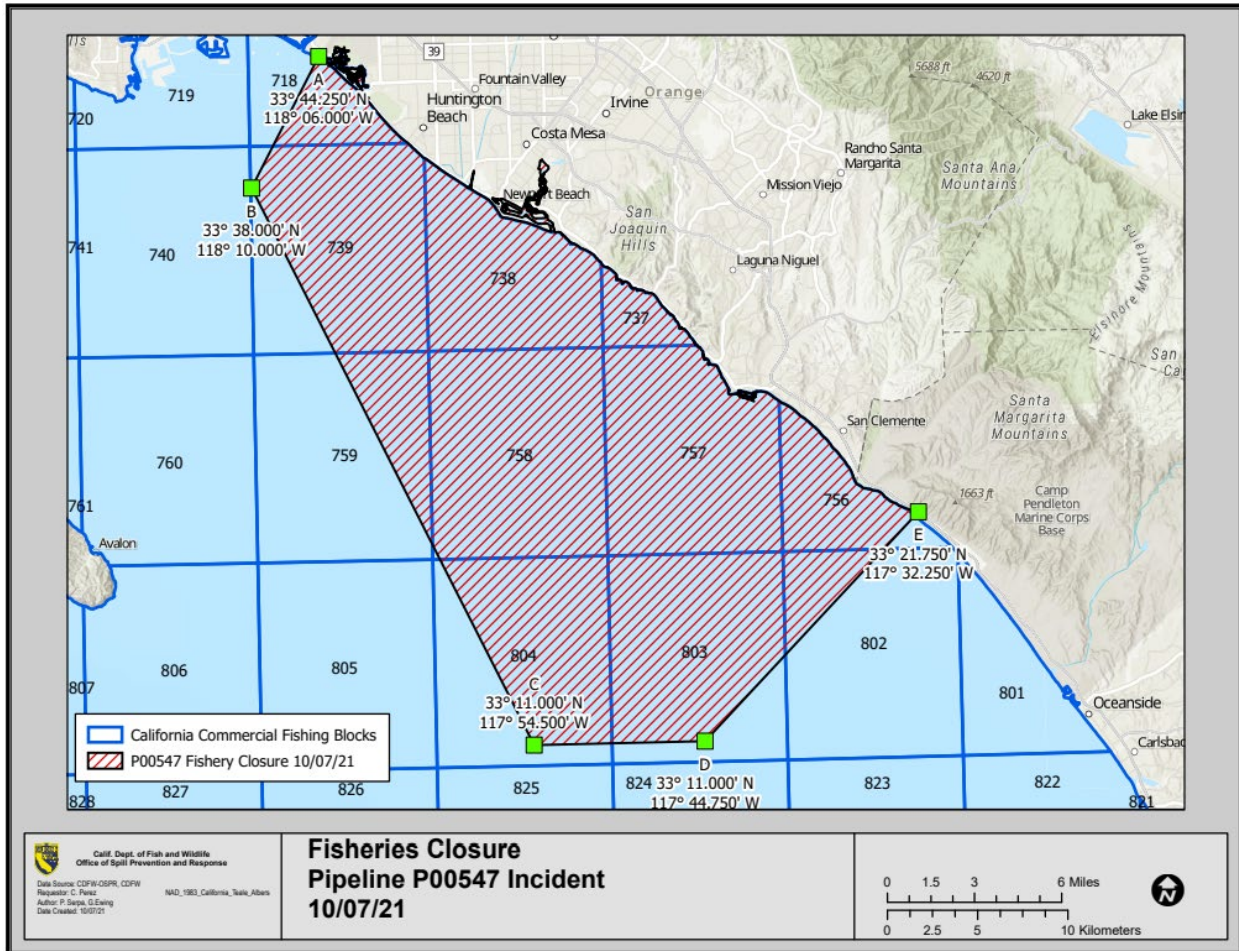 lls
39
5688 ft
4620 ft
718
A
719
Fountain Valley
Orange
33° 44.250' N
118° 06.000' W
Huntington
Beach
Irvine
720
Costa Mesa
Lake Elsin
Rancho Santa
Margarita
Santa Ana
Mountains
Mission Viejo
B
Newport Beach
33° 38.000' N
118° 10.000' W
San
Joaquin
Hills
741
740
739
738
Laguna Niguel
Elsinore Mountains
737
San
Ca
Santa
Margarita
Mountains
San Clemente
760
759
758
757
756
761
1663 ft
Camp
Pendleton
Marine Corps
Base
Avalon
E
33° 21.750' N
117° 32.250' W
806
805
804
803
802
807
801
C
33° 11.000' N
117° 54.500' W
Oceanside
California Commercial Fishing Blocks
P00547 Fishery Closure 10/07/21
D
33° 11.000' N
117° 44.750' W
Carlsbad
828
827
826
825
824
823
822
821
Calif. Dept. of Fish and Wildlife
Office of Spill Prevention and Response
Data Source: CDFW-OSPR, CDFW
Requestor: C. Perez
NAD_1983_California_Teale_Albers
Author: P. Serpa, G.Ewing
Date Created: 10/07/21
Fisheries Closure
Pipeline P00547 Incident
10/07/21
0 1.5 3 6 Miles
0 2.5 5 10 Kilometers
N